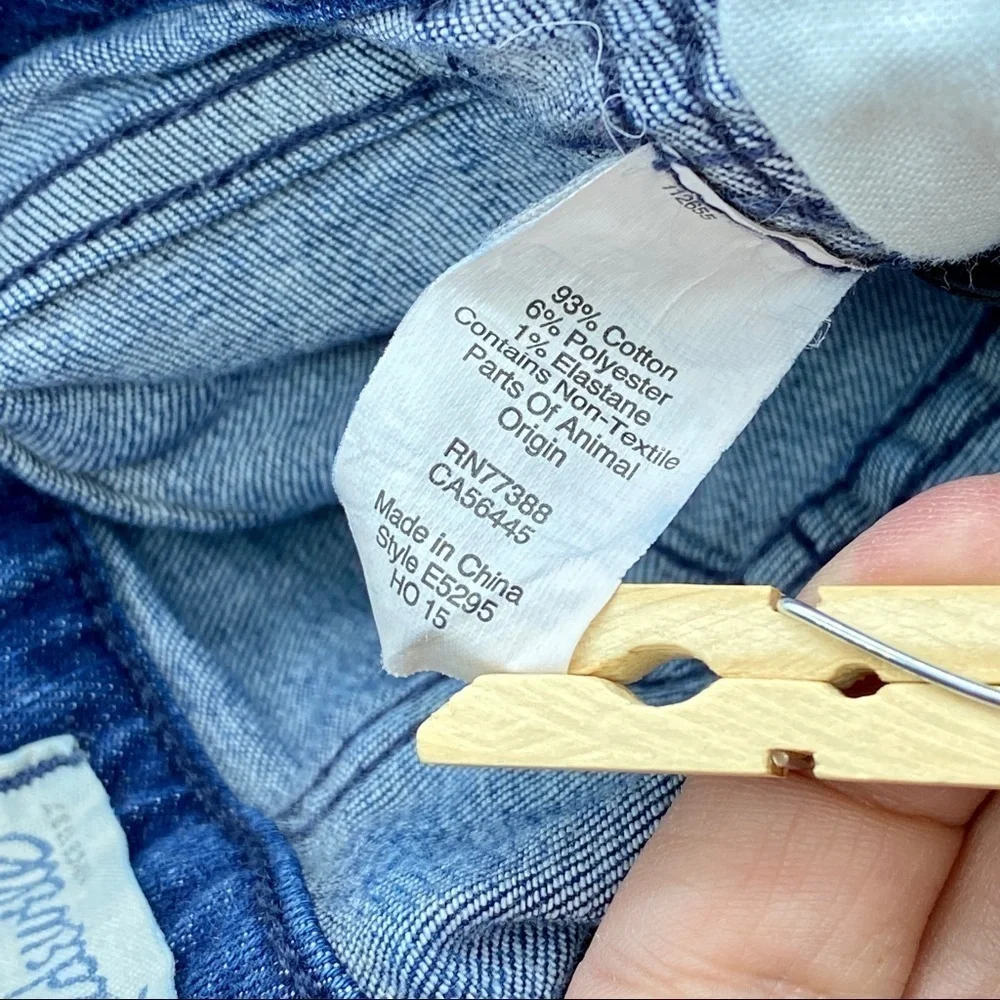 112655
93% Cotton
6% Polyester
1% Elastane
Contains Non-Textile
Parts Of Animal
Origin
RN77388
CA56445
Made in China
Style E5295
HO 15